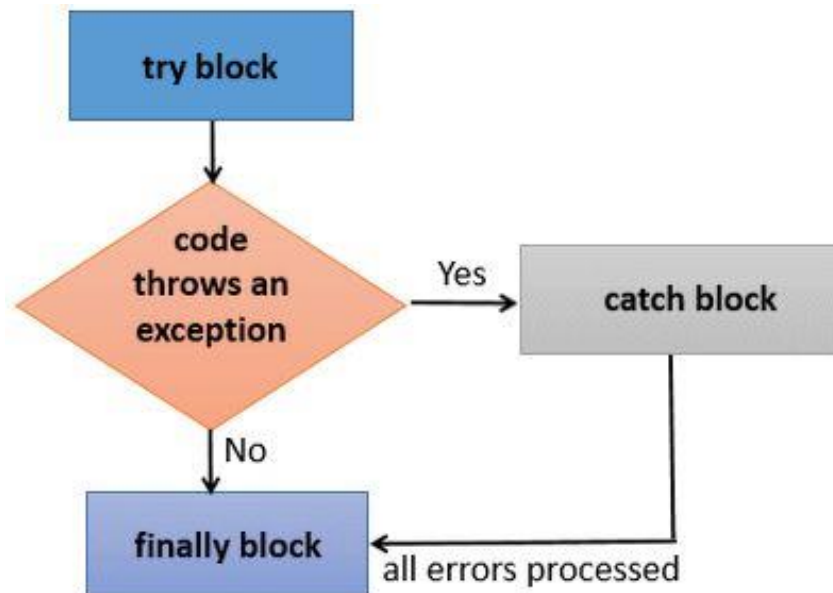 try block
code
throws an
exception
Yes
catch block
No
finally block
all errors processed